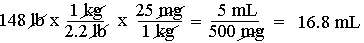 148 lb x 1 kg/2.2 lb x 25 mg/1 kg = 5 mL/500 mg = 16.8 mL